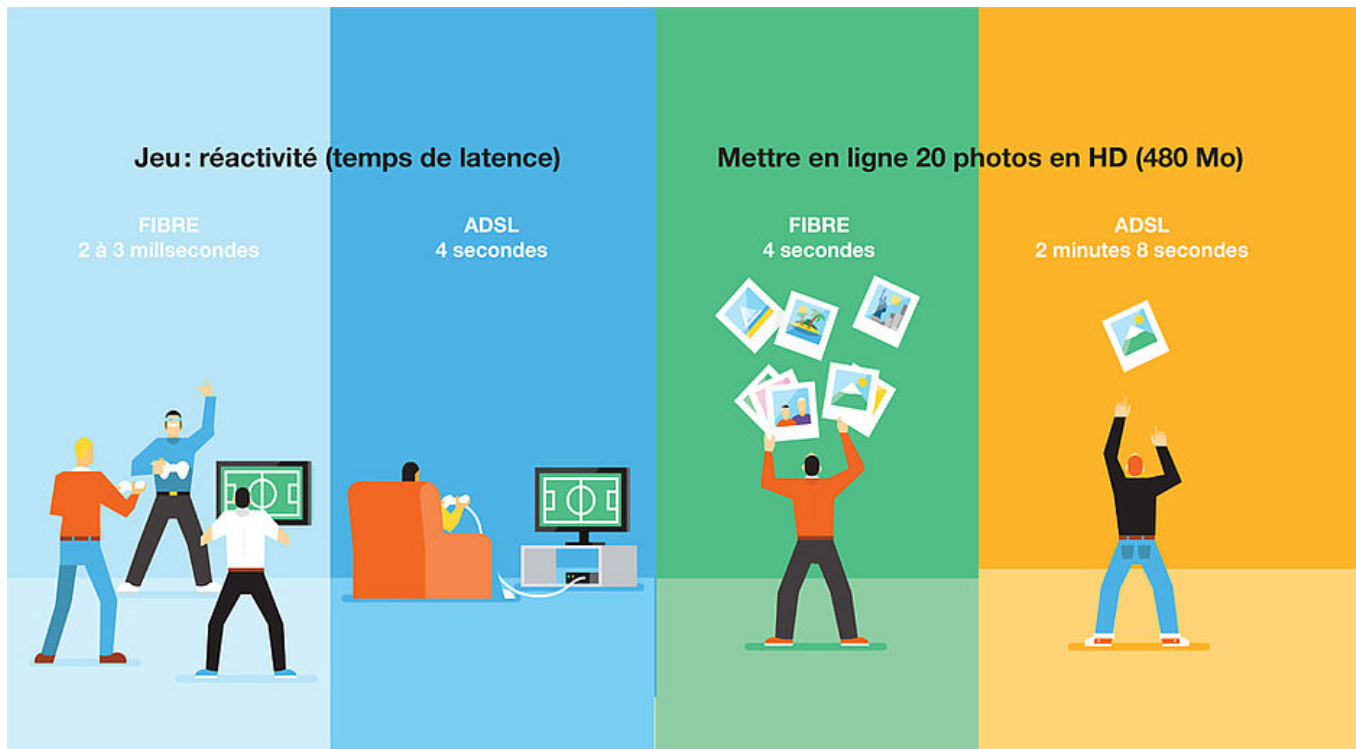 Jeu: réactivité (temps de latence)
FIBRE
2 à 3 millsecondes
ADSL
4 secondes
Mettre en ligne 20 photos en HD (480 Mo)
FIBRE
4 secondes
ADSL
2 minutes 8 secondes